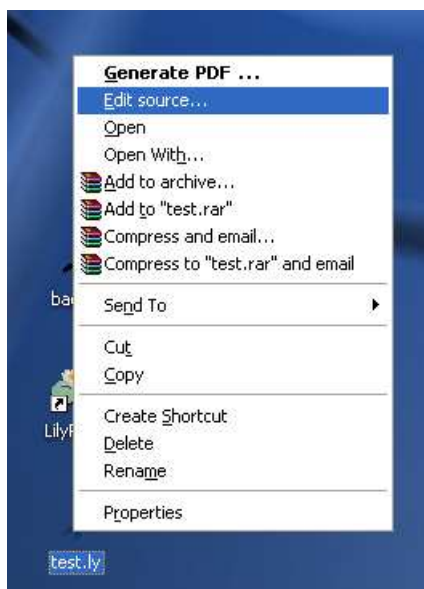 Generate PDF ...
Edit source...
Open
Open With...
Add to archive...
Add to "test.rar"
Compress and email...
Compress to "test.rar" and email
Send To
Cut
Copy
Create Shortcut
Delete
Rename
Properties
test.ly